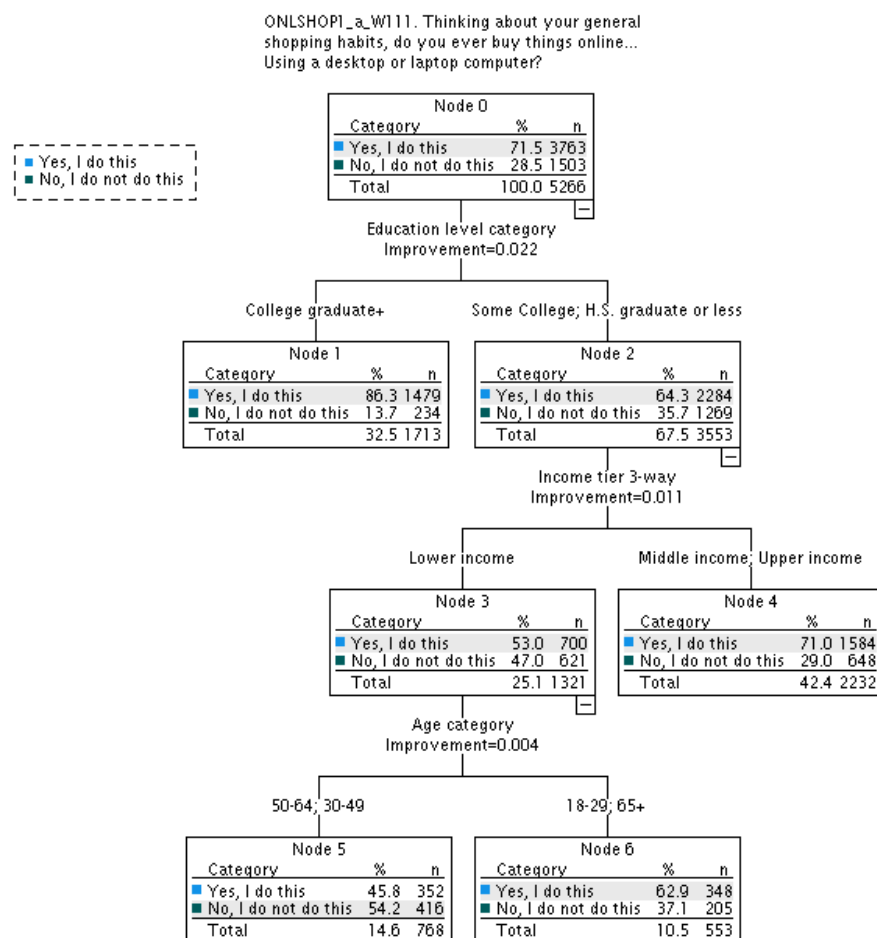 ONLSHOP1_a_W111. Thinking about your general
shopping habits, do you ever buy things online...
Using a desktop or laptop computer?
Yes, I do this
No, I do not do this
Node 0
Category % n
Yes, I do this 71.5 3763
No, I do not do this 28.5 1503
Total 100.0 5266
Education level category
Improvement=0.022
College graduate+
Some College; H.S. graduate or less
Node 1
Category % n
Yes, I do this 86.3 1479
No, I do not do this 13.7 234
Total 32.5 1713
Node 2
Category % n
Yes, I do this 64.3 2284
No, I do not do this 35.7 1269
Total 67.5 3553
Income tier 3-way
Improvement=0.011
Lower income
Middle income; Upper income
Node 3
Category % n
Yes, I do this 53.0 700
No, I do not do this 47.0 621
Total 25.1 1321
Node 4
Category % n
Yes, I do this 71.0 1584
No, I do not do this 29.0 648
Total 42.4 2232
Age category
Improvement=0.004
50-64; 30-49
18-29; 65+
Node 5
Category % n
Yes, I do this 45.8 352
No, I do not do this 54.2 416
Total 14.6 768
Node 6
Category % n
Yes, I do this 62.9 348
No, I do not do this 37.1 205
Total 10.5 553